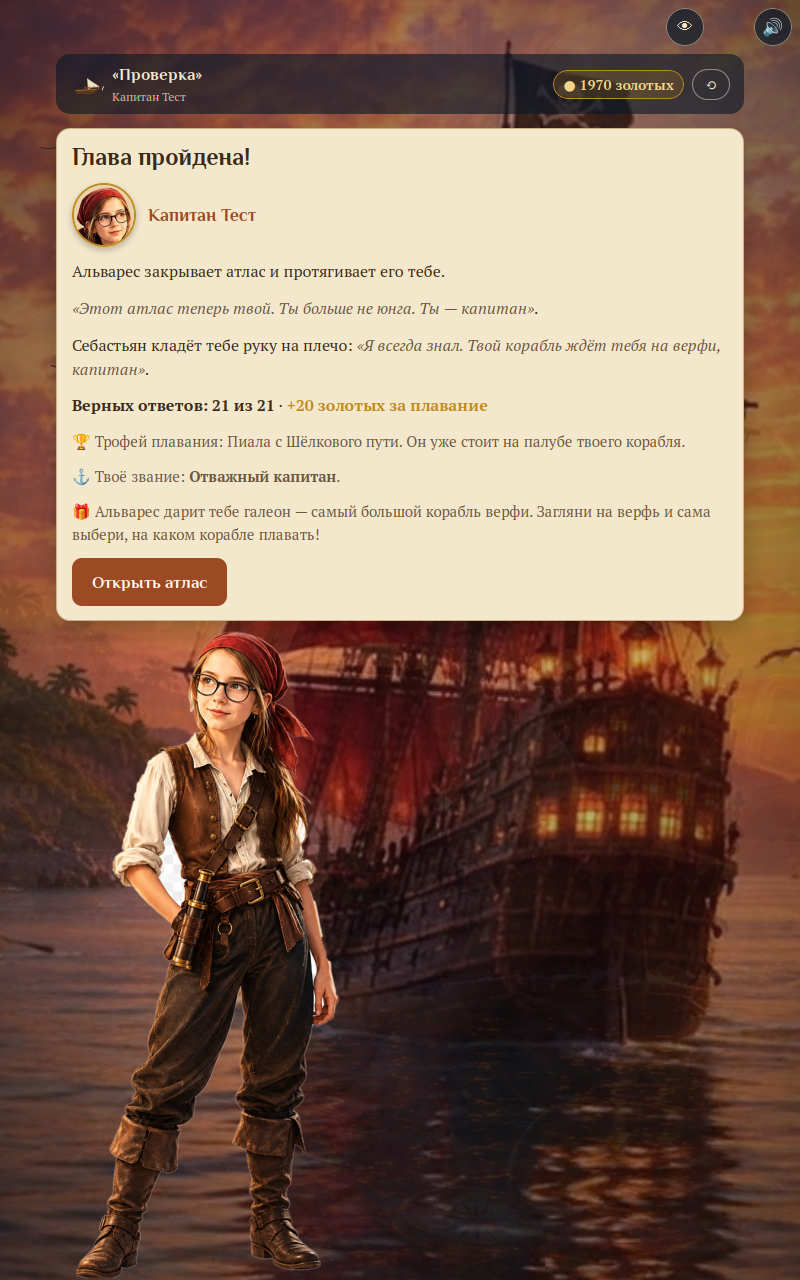 «Проверка»
Капитан Тест
1970 золотых
Глава пройдена!
Капитан Тест
Альварес закрывает атлас и протягивает его тебе.
«Этот атлас теперь твой. Ты больше не юнга. Ты — капитан».
Себастьян кладёт тебе руку на плечо: «Я всегда знал. Твой корабль ждёт тебя на верфи,
капитан».
Верных ответов: 21 из 21 · +20 золотых за плавание
🏆 Трофей плавания: Пиала с Шёлкового пути. Он уже стоит на палубе твоего корабля.
⚓ Твоё звание: Отважный капитан.
🎁 Альварес дарит тебе галеон — самый большой корабль верфи. Загляни на верфь и сама
выбери, на каком корабле плавать!
Открыть атлас